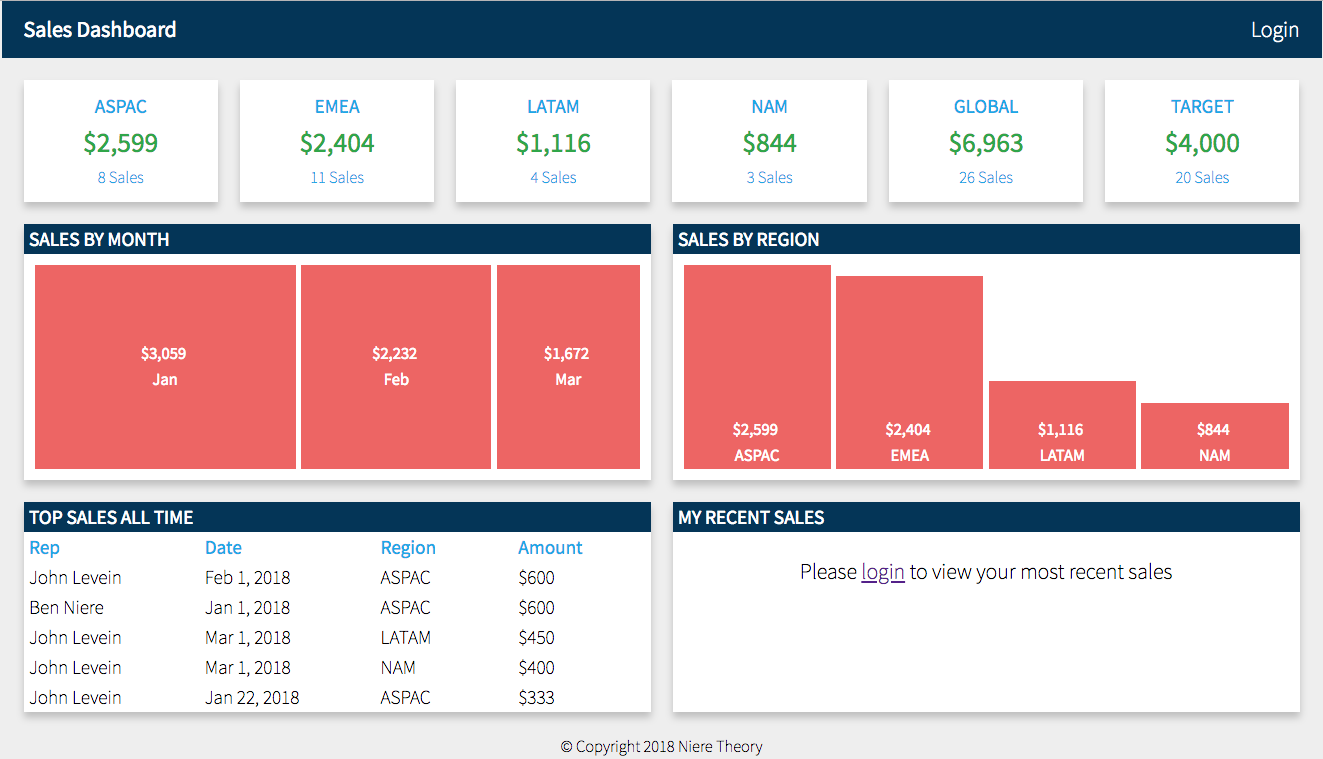 Sales Dashboard Login
ASPAC EMEA LATAM NAM GLOBAL TARGET
$2,599 $2,404 $1,116 $844 $6,963 $4,000
8 Sales 11 Sales 4 Sales 3 Sales 26 Sales 20 Sales
SALES BY MONTH
$3,059 $2,232 $1,672
Jan Feb Mar
SALES BY REGION
$2,599 $2,404 $1,116 $844
ASPAC EMEA LATAM NAM
TOP SALES ALL TIME
Rep Date Region Amount
John Levein Feb 1, 2018 ASPAC $600
Ben Niere Jan 1, 2018 ASPAC $600
John Levein Mar 1, 2018 LATAM $450
John Levein Mar 1, 2018 NAM $400
John Levein Jan 22, 2018 ASPAC $333
MY RECENT SALES
Please login to view your most recent sales
© Copyright 2018 Niere Theory